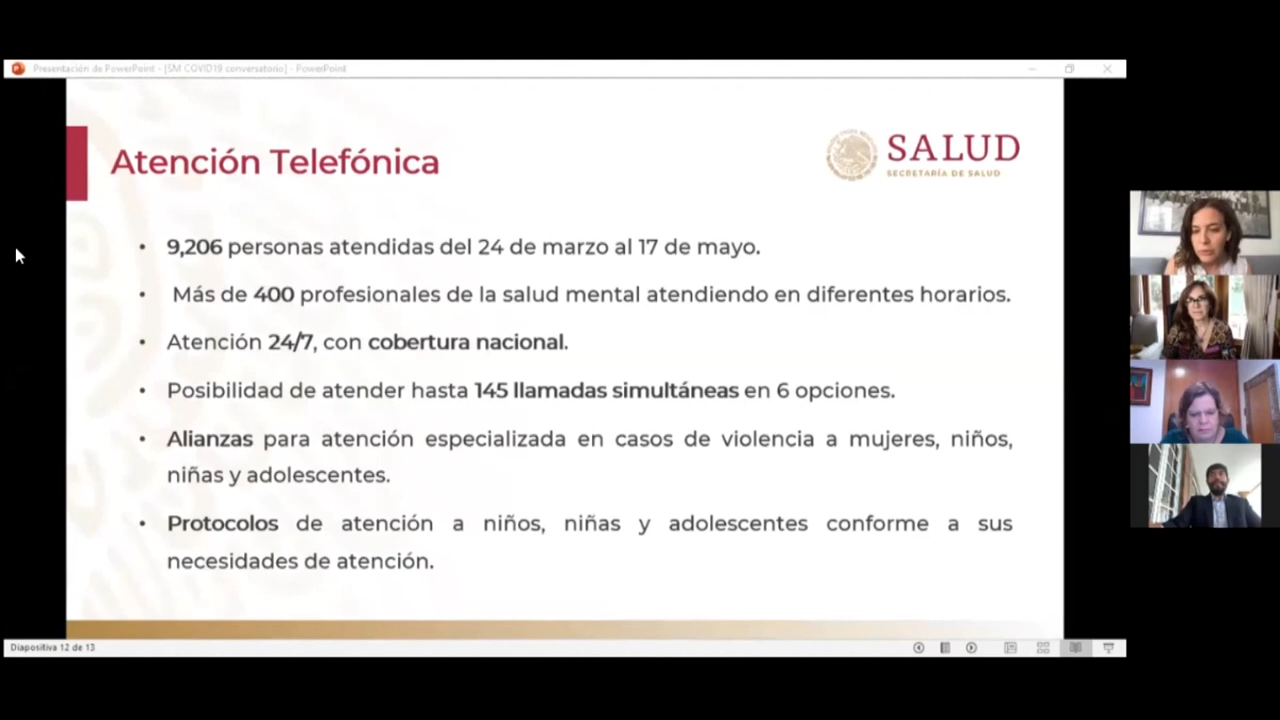 Presentación de PowerPoint - [SM COVID19 conversatorio] - PowerPoint
Atención Telefónica
SALUD
SECRETARÍA DE SALUD
• 9,206 personas atendidas del 24 de marzo al 17 de mayo.
• Más de 400 profesionales de la salud mental atendiendo en diferentes horarios.
• Atención 24/7, con cobertura nacional.
• Posibilidad de atender hasta 145 llamadas simultáneas en 6 opciones.
• Alianzas para atención especializada en casos de violencia a mujeres, niños,
niñas y adolescentes.
• Protocolos de atención a niños, niñas y adolescentes conforme a sus
necesidades de atención.
Diapositiva 12 de 13